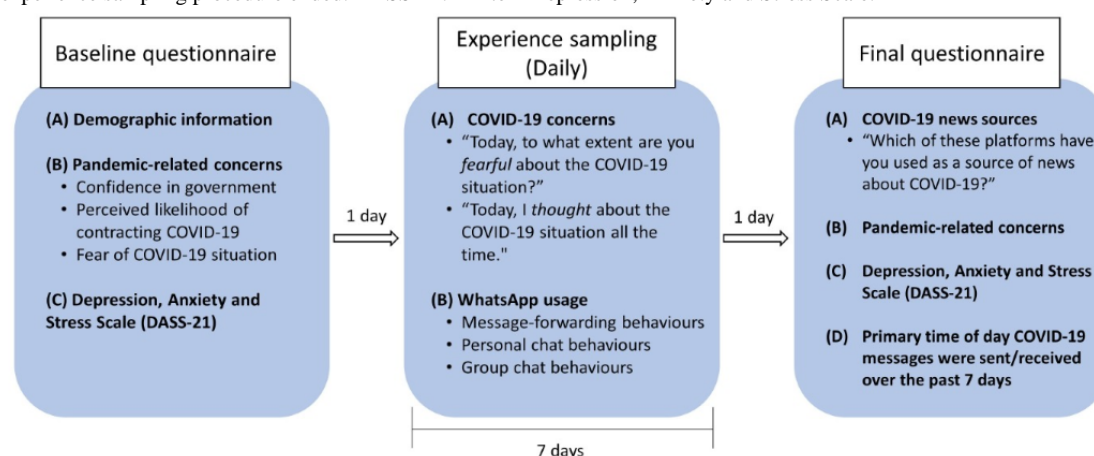 Baseline questionnaire
(A) Demographic information
(B) Pandemic-related concerns
• Confidence in government
• Perceived likelihood of
contracting COVID-19
• Fear of COVID-19 situation
(C) Depression, Anxiety and
Stress Scale (DASS-21)
1 day
Experience sampling
(Daily)
(A) COVID-19 concerns
• “Today, to what extent are you
fearful about the COVID-19
situation?”
• “Today, I thought about the
COVID-19 situation all the
time."
(B) WhatsApp usage
• Message-forwarding behaviours
• Personal chat behaviours
• Group chat behaviours
7 days
1 day
Final questionnaire
(A) COVID-19 news sources
• “Which of these platforms have
you used as a source of news
about COVID-19?”
(B) Pandemic-related concerns
(C) Depression, Anxiety and Stress
Scale (DASS-21)
(D) Primary time of day COVID-19
messages were sent/received
over the past 7 days